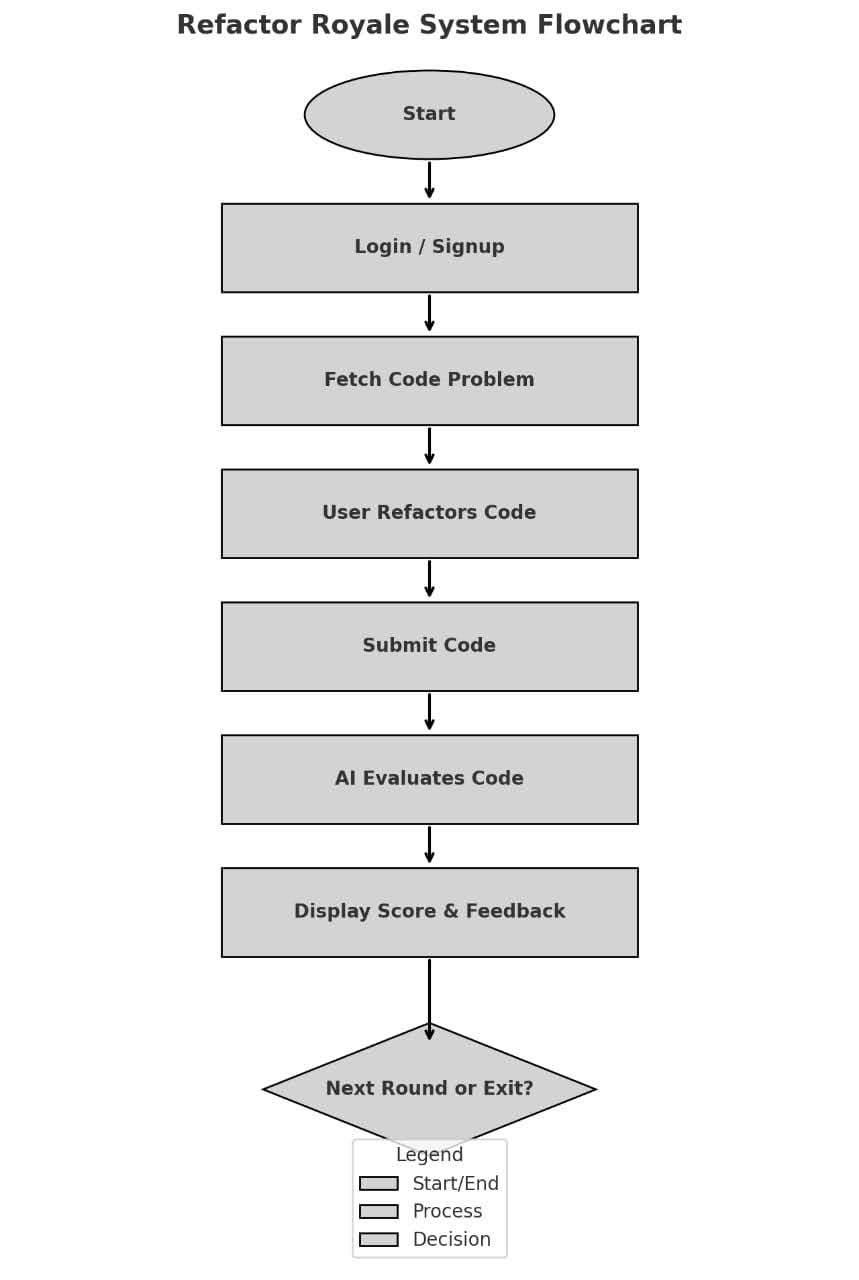 Refactor Royale System Flowchart
Start
Login / Signup
Fetch Code Problem
User Refactors Code
Submit Code
AI Evaluates Code
Display Score & Feedback
Next Round or Exit?
Legend
Start/End
Process
Decision